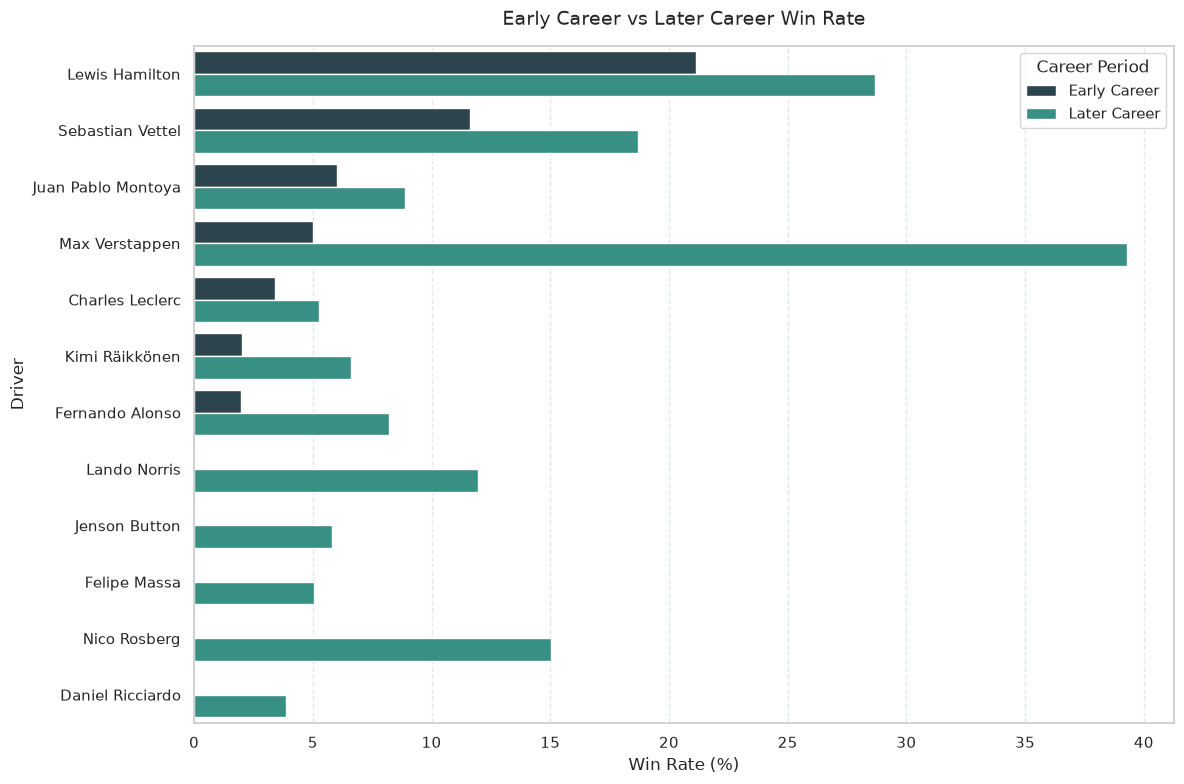 Early Career vs Later Career Win Rate
Career Period
Early Career
Later Career
Driver
Lewis Hamilton
Sebastian Vettel
Juan Pablo Montoya
Max Verstappen
Charles Leclerc
Kimi Räikkönen
Fernando Alonso
Lando Norris
Jenson Button
Felipe Massa
Nico Rosberg
Daniel Ricciardo
0 5 10 15 20 25 30 35 40
Win Rate (%)